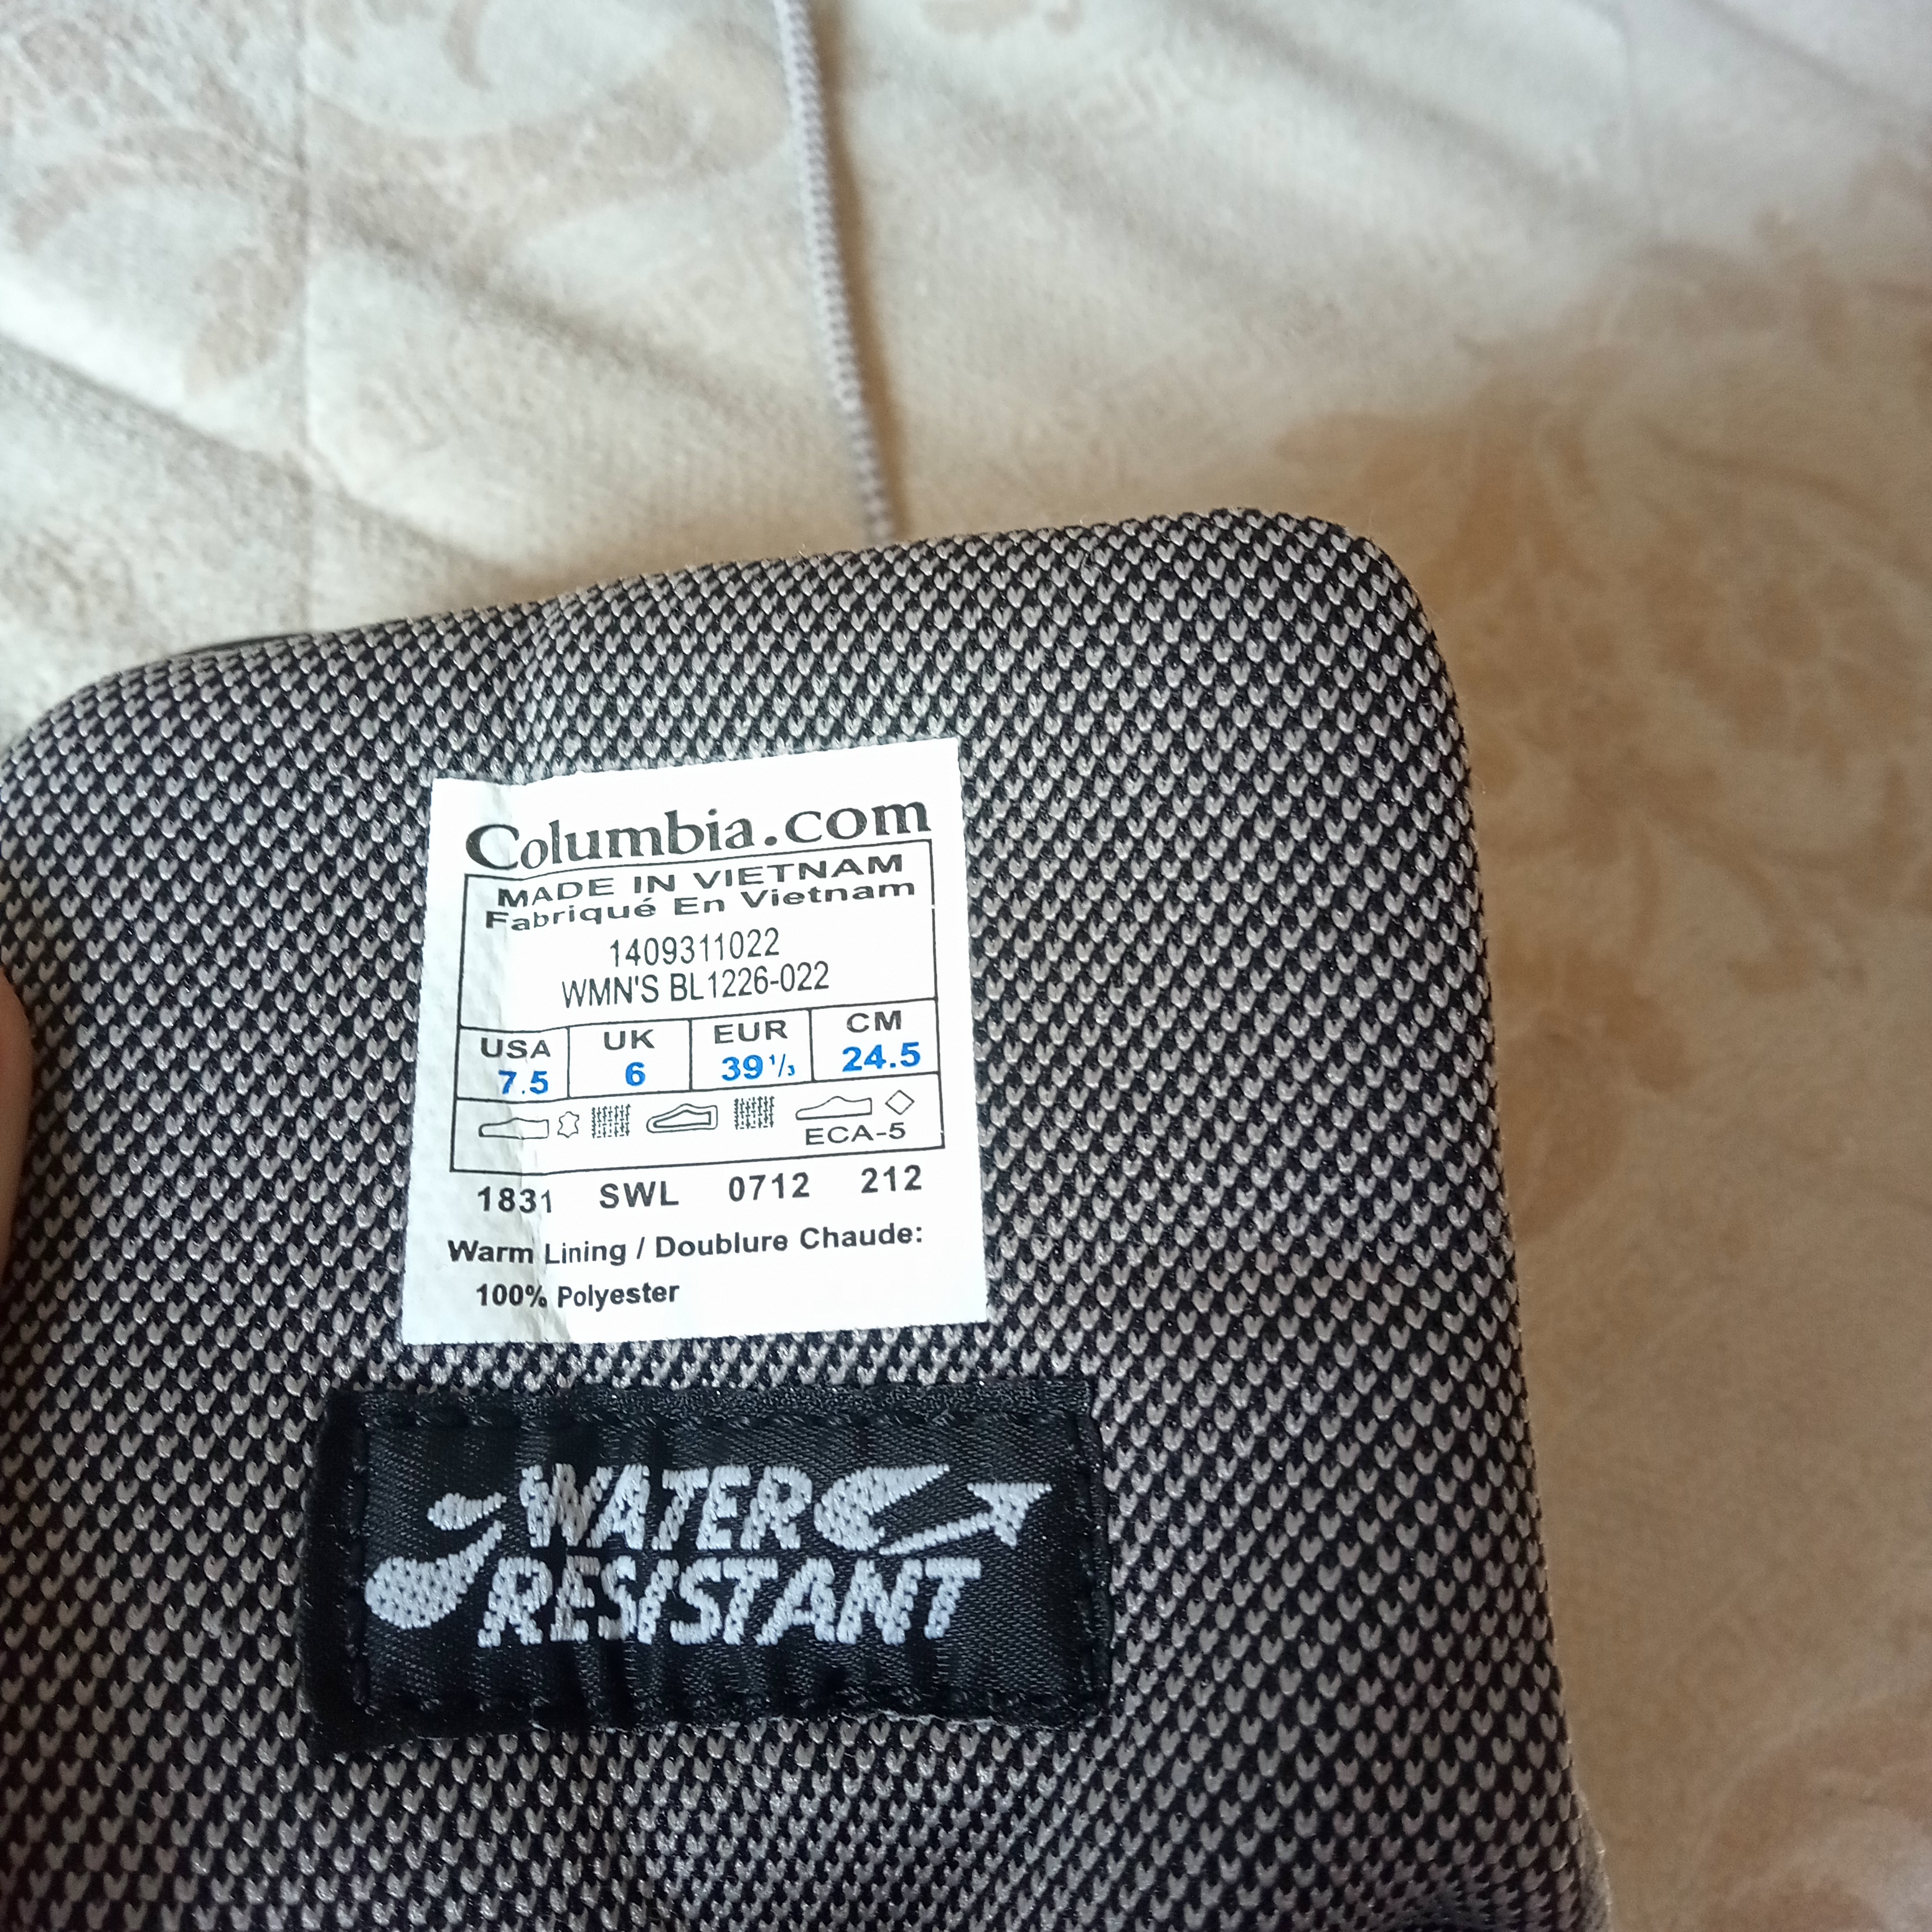 Columbia.com
MADE IN VIETNAM
Fabriqué En Vietnam
1409311022
WMN'S BL1226-022
USA UK EUR CM
7.5 6 39 1/3 24.5
ECA-5
1831 SWL 0712 212
Warm Lining / Doublure Chaude:
100% Polyester
WATER
RESISTANT